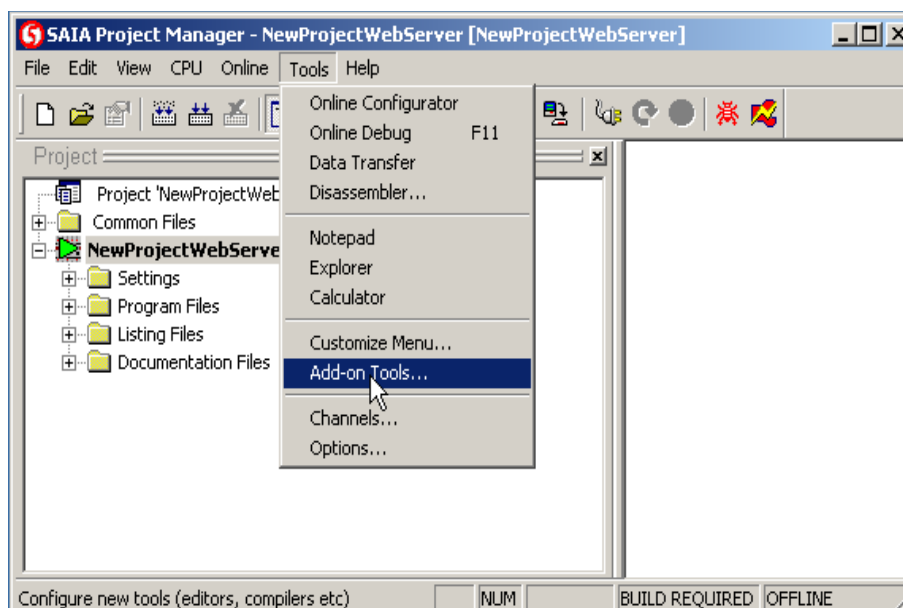 SAIA Project Manager - NewProjectWebServer [NewProjectWebServer]
File Edit View CPU Online Tools Help
Project
Project 'NewProjectWeb
Common Files
NewProjectWebServe
Settings
Program Files
Listing Files
Documentation Files
Online Configurator
Online Debug F11
Data Transfer
Disassembler...
Notepad
Explorer
Calculator
Customize Menu...
Add-on Tools...
Channels...
Options...
Configure new tools (editors, compilers etc) NUM BUILD REQUIRED OFFLINE